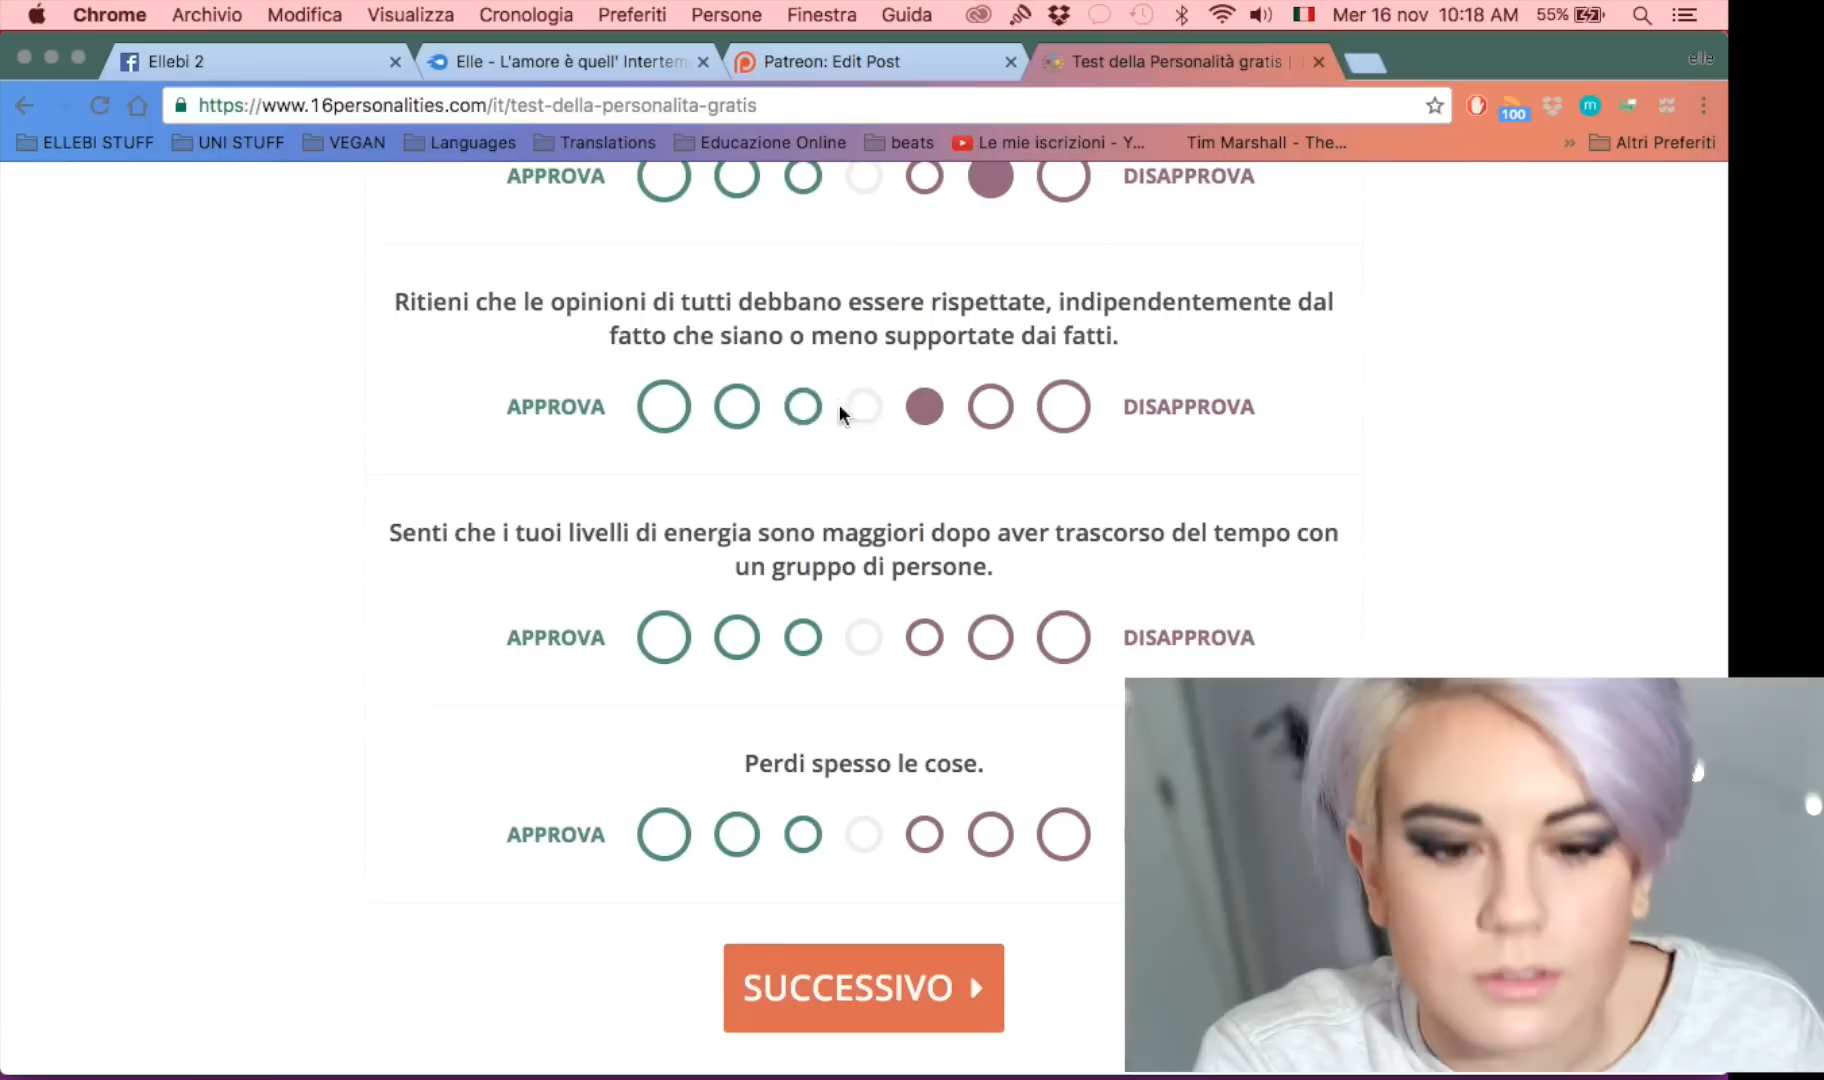 Chrome Archivio Modifica Visualizza Cronologia Preferiti Persone Finestra Guida Mer 16 nov 10:18 AM 55%
Ellebi 2 Elle - L'amore è quell' Intertem Patreon: Edit Post Test della Personalità gratis | elle
https://www.16personalities.com/it/test-della-personalita-gratis 100 m
ELLEBI STUFF UNI STUFF VEGAN Languages Translations Educazione Online beats Le mie iscrizioni - Y... Tim Marshall - The... » Altri Preferiti
APPROVA DISAPPROVA
Ritieni che le opinioni di tutti debbano essere rispettate, indipendentemente dal
fatto che siano o meno supportate dai fatti.
APPROVA DISAPPROVA
Senti che i tuoi livelli di energia sono maggiori dopo aver trascorso del tempo con
un gruppo di persone.
APPROVA DISAPPROVA
Perdi spesso le cose.
APPROVA
SUCCESSIVO